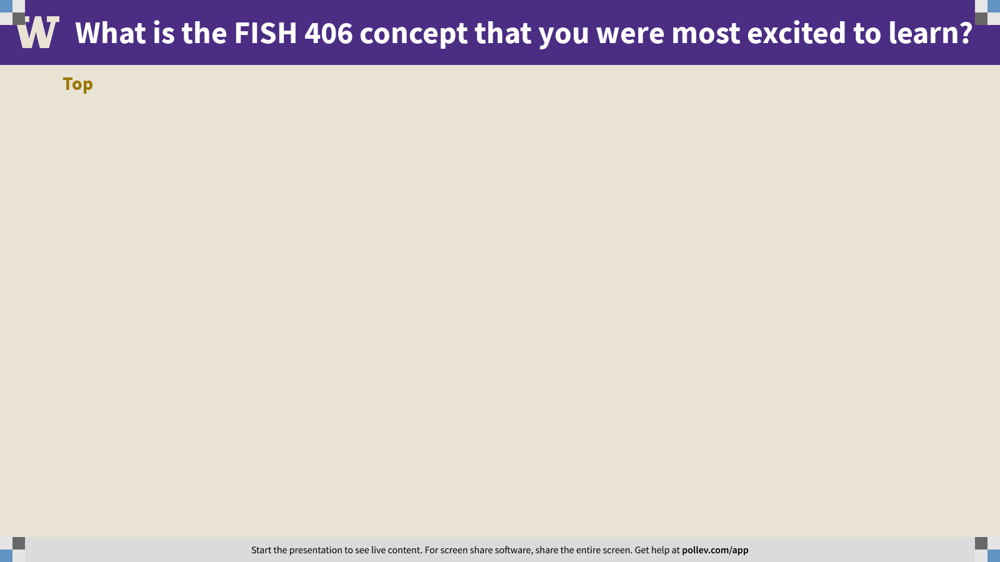 W What is the FISH 406 concept that you were most excited to learn?
Top
Start the presentation to see live content. For screen share software, share the entire screen. Get help at pollev.com/app